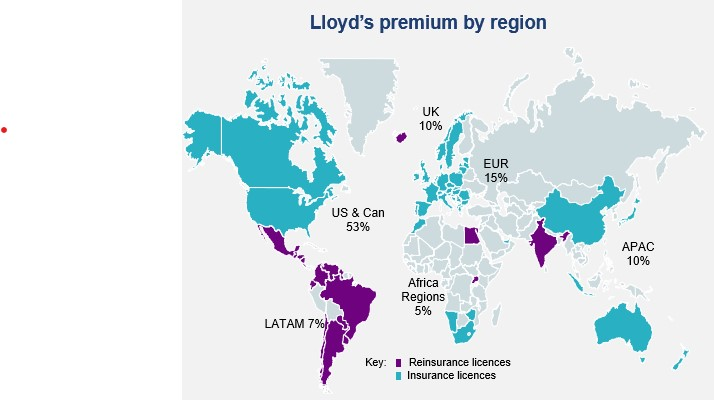 Lloyd's premium by region
UK
10%
EUR
15%
US & Can
53%
APAC
10%
Africa
Regions
5%
LATAM 7%
Key:
Reinsurance licences
Insurance licences